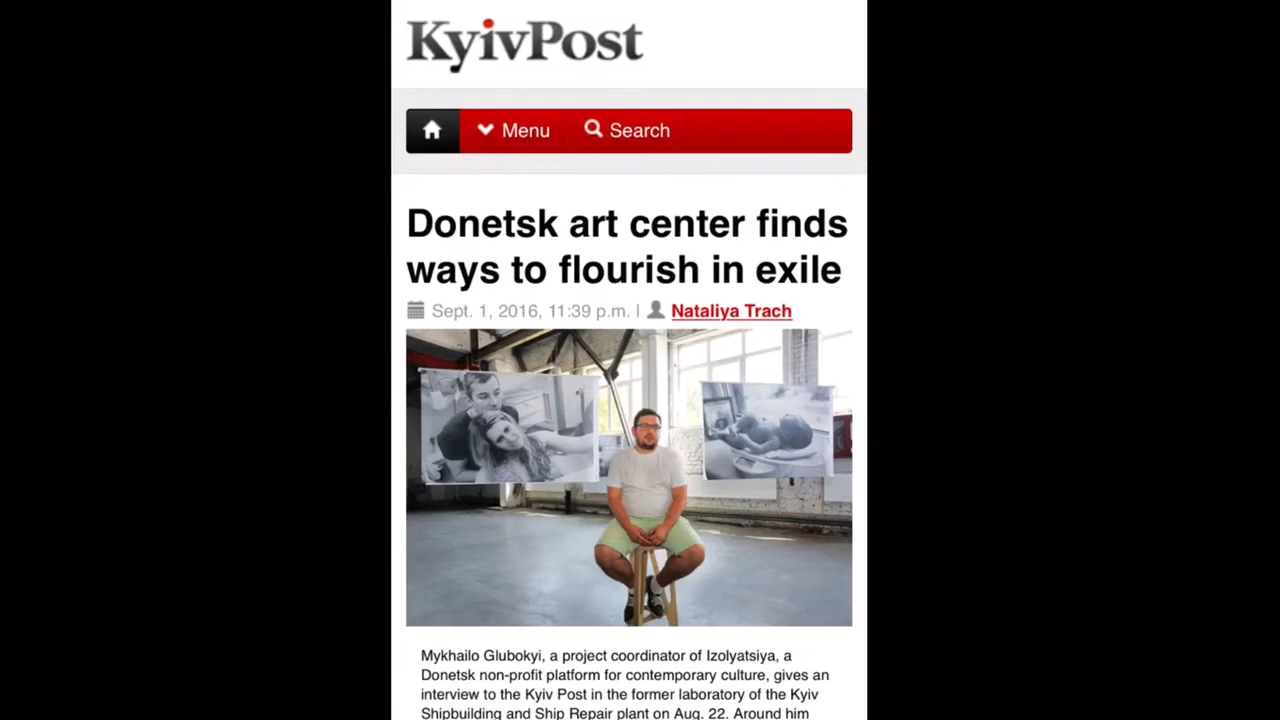 KyivPost
Menu
Search
Donetsk art center finds
ways to flourish in exile
Sept. 1, 2016, 11:39 p.m. | Nataliya Trach
Mykhailo Glubokyi, a project coordinator of Izolyatsiya, a
Donetsk non-profit platform for contemporary culture, gives an
interview to the Kyiv Post in the former laboratory of the Kyiv
Shipbuilding and Ship Repair plant on Aug. 22. Around him